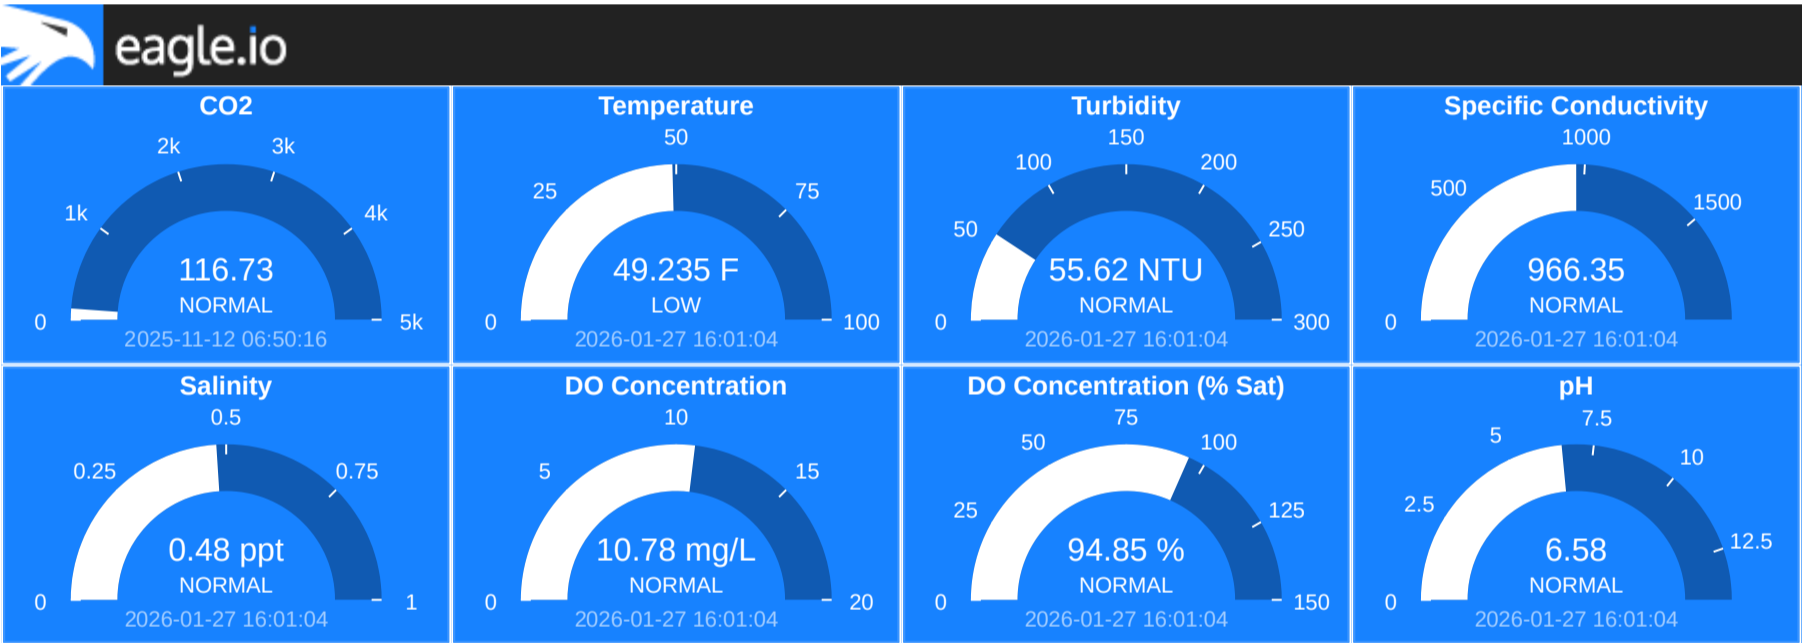 eagle.io
CO2
0
1k
2k
3k
4k
5k
116.73
NORMAL
2025-11-12 06:50:16
Temperature
0
25
50
75
100
49.235 F
LOW
2026-01-27 16:01:04
Turbidity
0
50
100
150
200
250
300
55.62 NTU
NORMAL
2026-01-27 16:01:04
Specific Conductivity
0
500
1000
1500
966.35
NORMAL
2026-01-27 16:01:04
Salinity
0
0.25
0.5
0.75
1
0.48 ppt
NORMAL
2026-01-27 16:01:04
DO Concentration
0
5
10
15
20
10.78 mg/L
NORMAL
2026-01-27 16:01:04
DO Concentration (% Sat)
0
25
50
75
100
125
150
94.85 %
NORMAL
2026-01-27 16:01:04
pH
0
2.5
5
7.5
10
12.5
6.58
NORMAL
2026-01-27 16:01:04